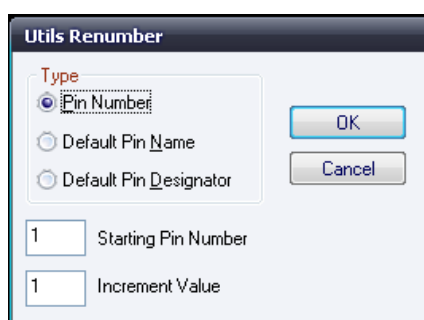 Utils Renumber
Type
Pin Number
Default Pin Name
Default Pin Designator
OK
Cancel
1 Starting Pin Number
1 Increment Value